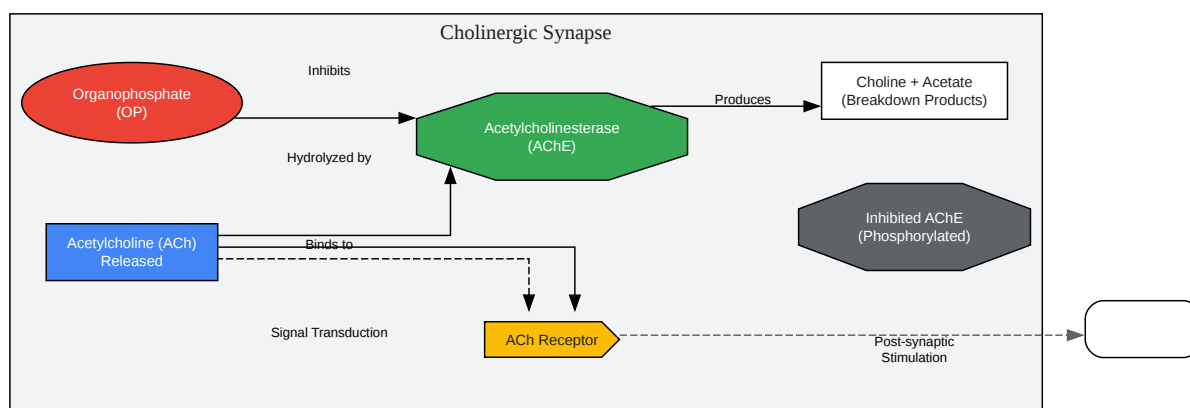 Cholinergic Synapse
Inhibits
Organophosphate
(OP)
Choline + Acetate
(Breakdown Products)
Produces
Acetylcholinesterase
(AChE)
Hydrolyzed by
Inhibited AChE
(Phosphorylated)
Acetylcholine (ACh)
Released
Binds to
Signal Transduction
ACh Receptor
Post-synaptic
Stimulation